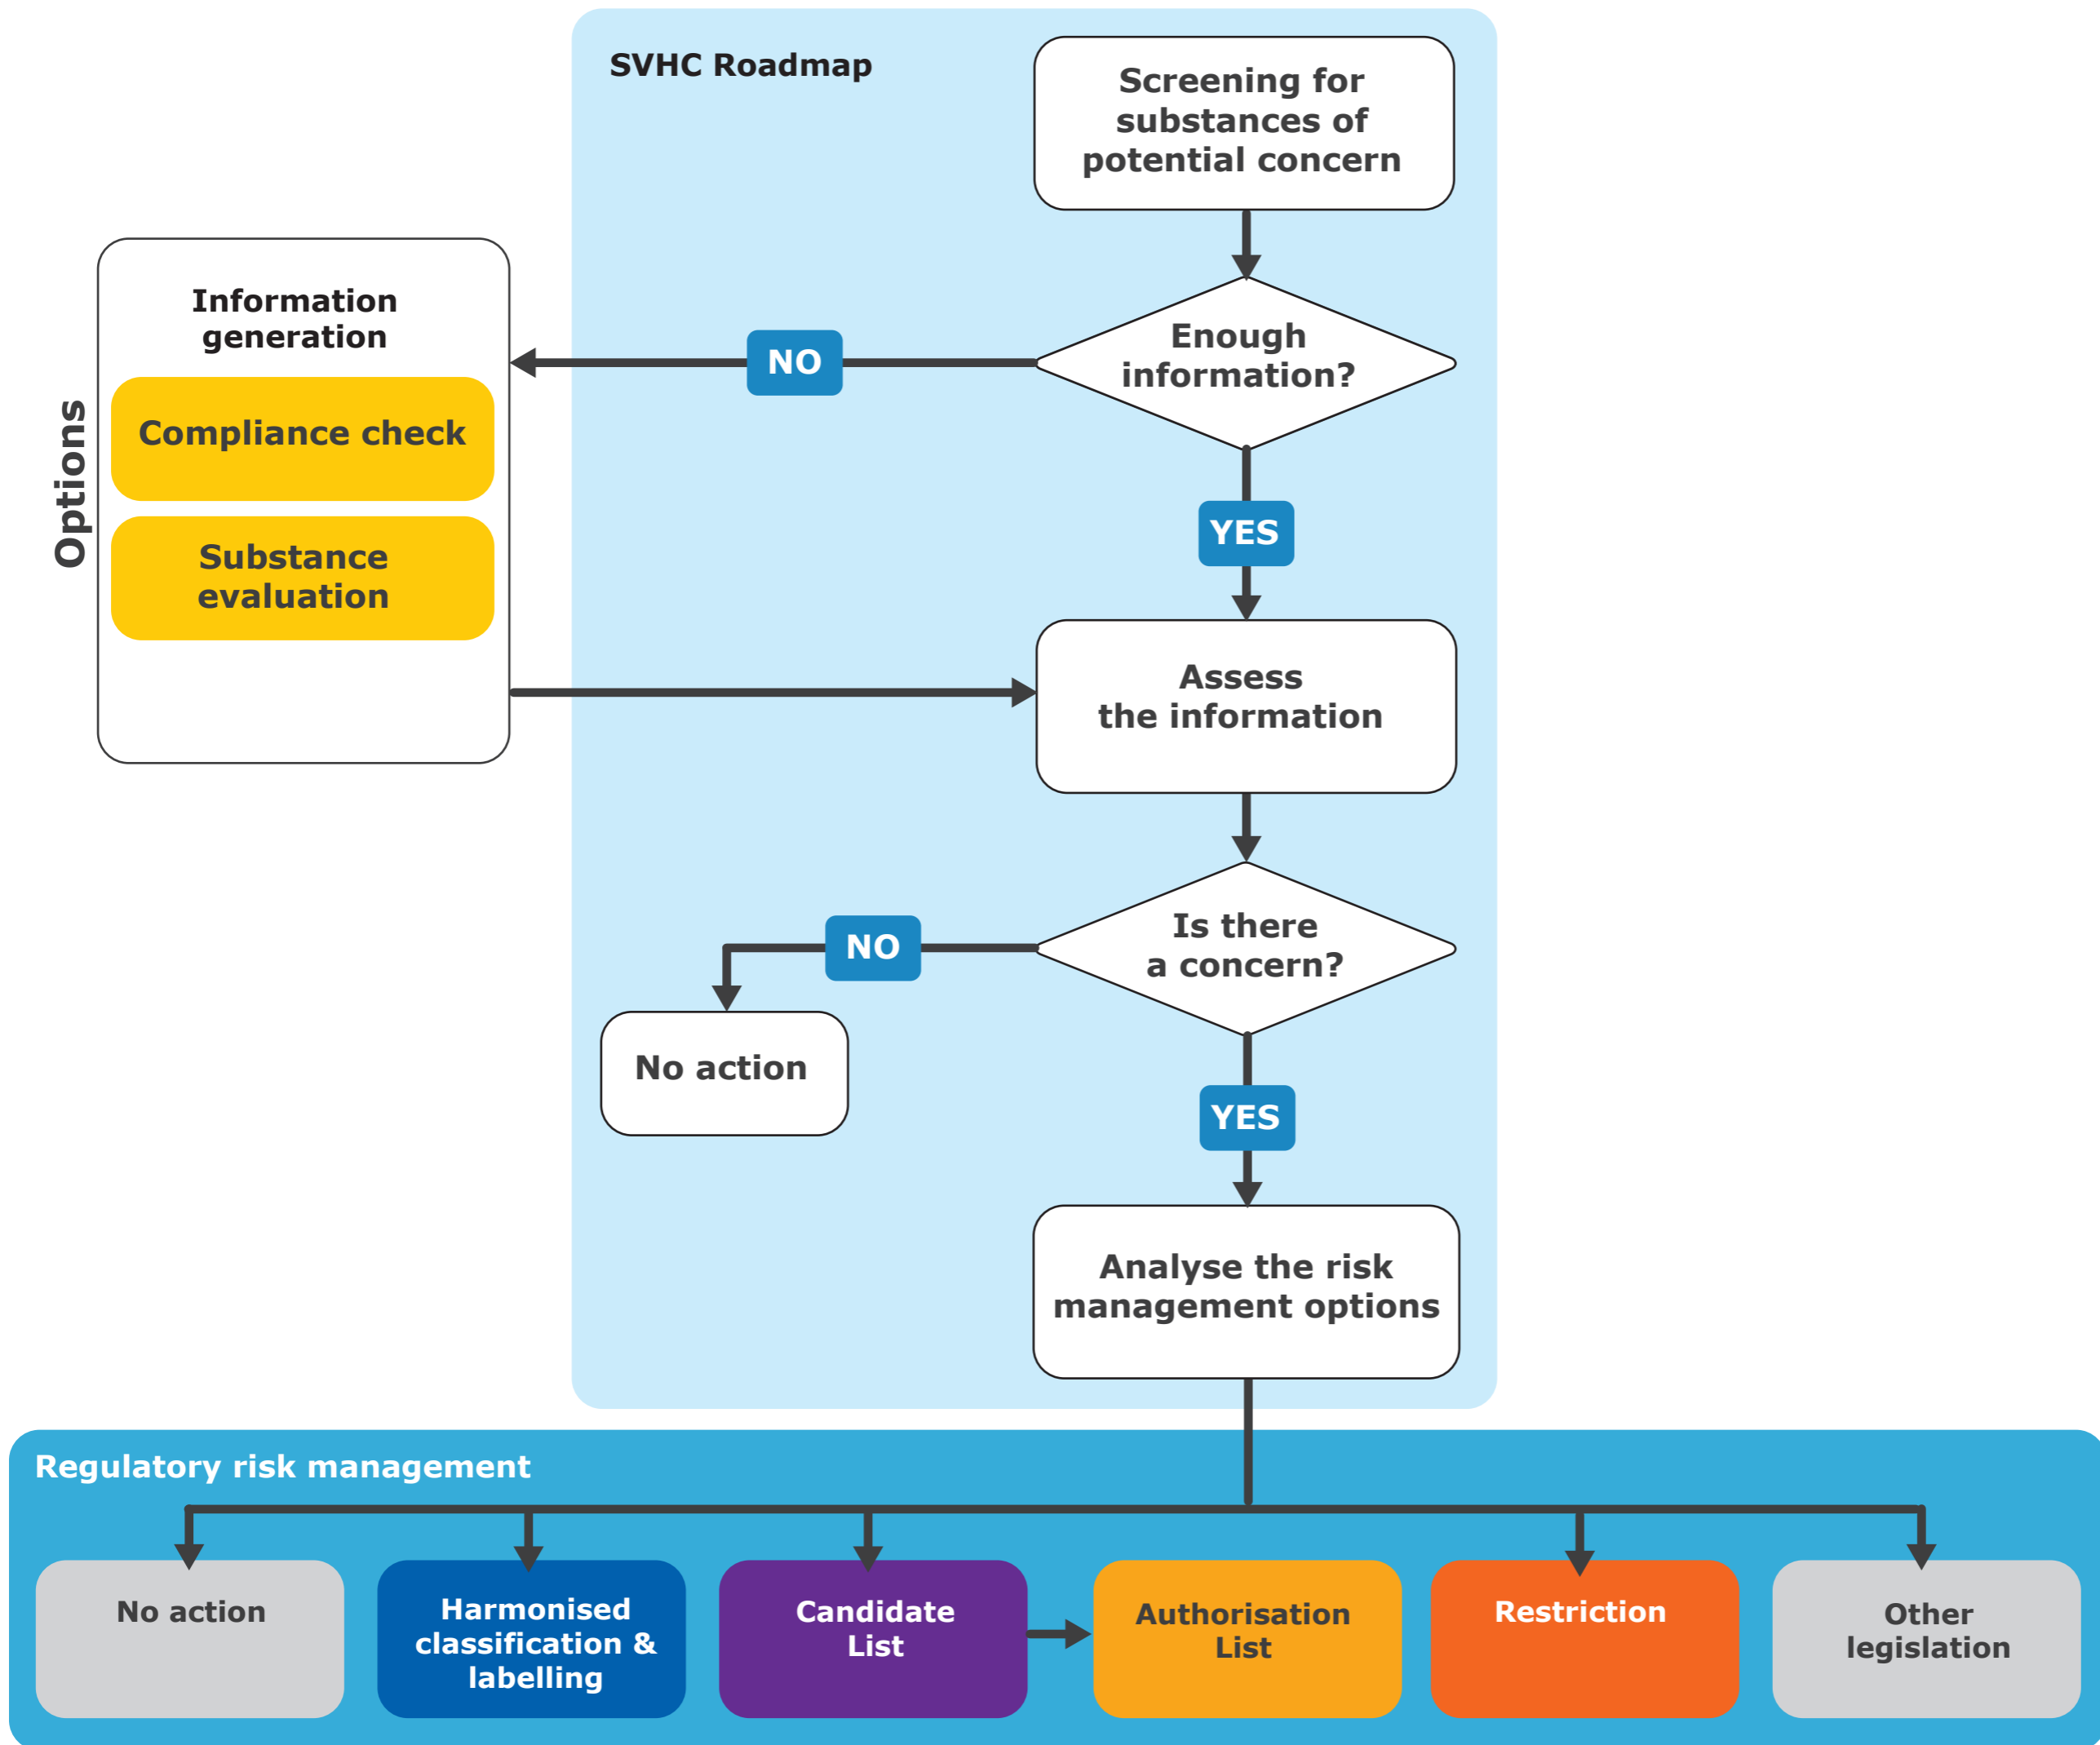 SVHC Roadmap
Screening for
substances of
potential concern
Enough
information?
NO
Information
generation
Compliance check
Substance
evaluation
Options
YES
Assess
the information
Is there
a concern?
NO
No action
YES
Analyse the risk
management options
Regulatory risk management
No action
Harmonised
classification &
labelling
Candidate
List
Authorisation
List
Restriction
Other
legislation